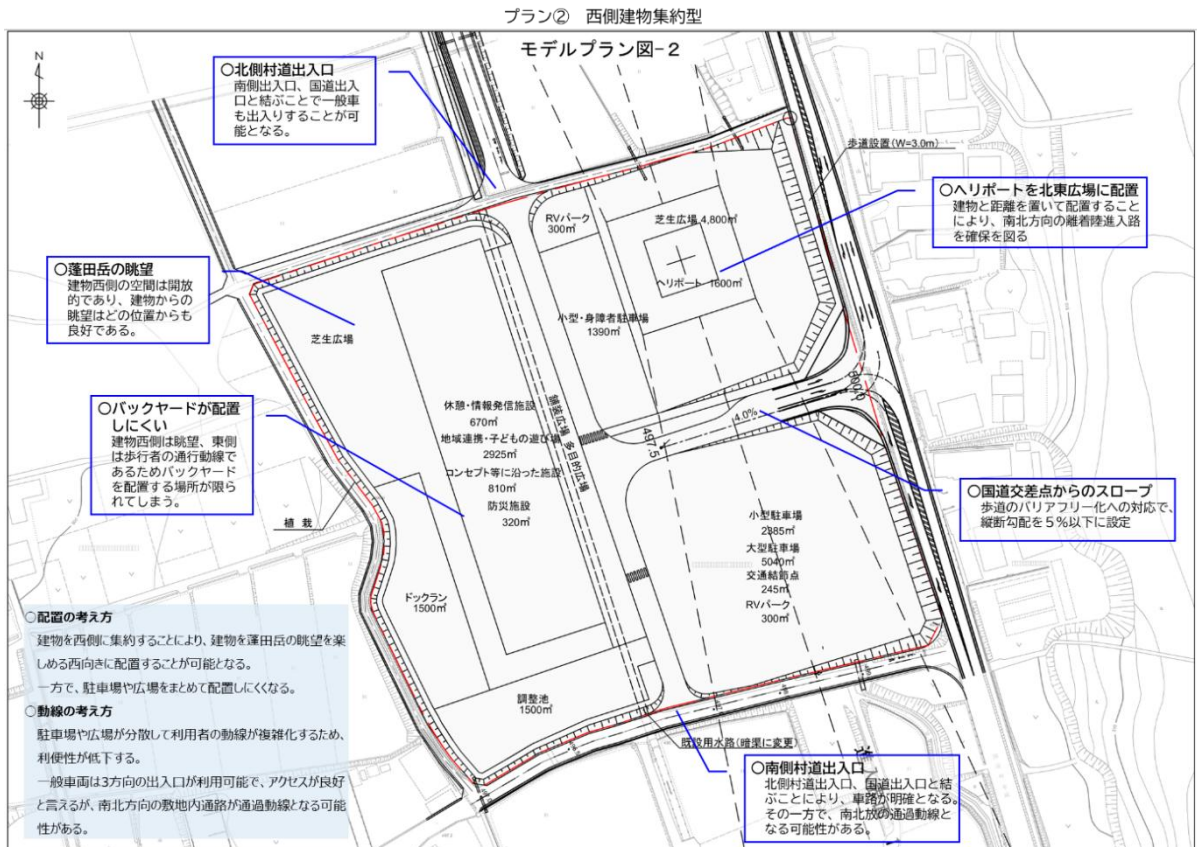 プラン②　西側建物集約型
モデルプラン図-2
N
○北側村道出入口
南側出入口、国道出入
口と結ぶことで一般車
も出入りすることが可
能となる。
歩道設置(W=3.0m)
○ヘリポートを北東広場に配置
建物と距離を置いて配置すること
により、南北方向の離着陸進入路
を確保を図る
RVパーク
300㎡
芝生広場 4,800㎡
ヘリポート 1600㎡
○蓬田岳の眺望
建物西側の空間は開放
的であり、建物からの
眺望はどの位置からも
良好である。
小型・身障者駐車場
1390㎡
芝生広場
○バックヤードが配置
しにくい
建物西側は眺望、東側
は歩行者の通行動線で
あるためバックヤード
を配置する場所が限ら
れてしまう。
休憩・情報発信施設
670㎡
地域連携・子どもの遊び場
2925㎡
コンセプト等に沿った施設
810㎡
防災施設
320㎡
舗装広場 多目的広場
497.5
4.0%
500.0
○国道交差点からのスロープ
歩道のバリアフリー化への対応で、
縦断勾配を５％以下に設定
植 栽
小型駐車場
2385㎡
大型駐車場
5040㎡
交通結節点
245㎡
RVパーク
300㎡
ドックラン
1500㎡
調整池
1500㎡
既設用水路(暗渠に変更)
進入
○南側村道出入口
北側村道出入口、国道出入口と結
ぶことにより、車路が明確となる。
その一方で、南北放の通過動線と
なる可能性がある。
○配置の考え方
建物を西側に集約することにより、建物を蓬田岳の眺望を楽
しめる西向きに配置することが可能となる。
一方で、駐車場や広場をまとめて配置しにくくなる。
○動線の考え方
駐車場や広場が分散して利用者の動線が複雑化するため、
利便性が低下する。
一般車両は3方向の出入口が利用可能で、アクセスが良好
と言えるが、南北方向の敷地内通路が通過動線となる可能
性がある。